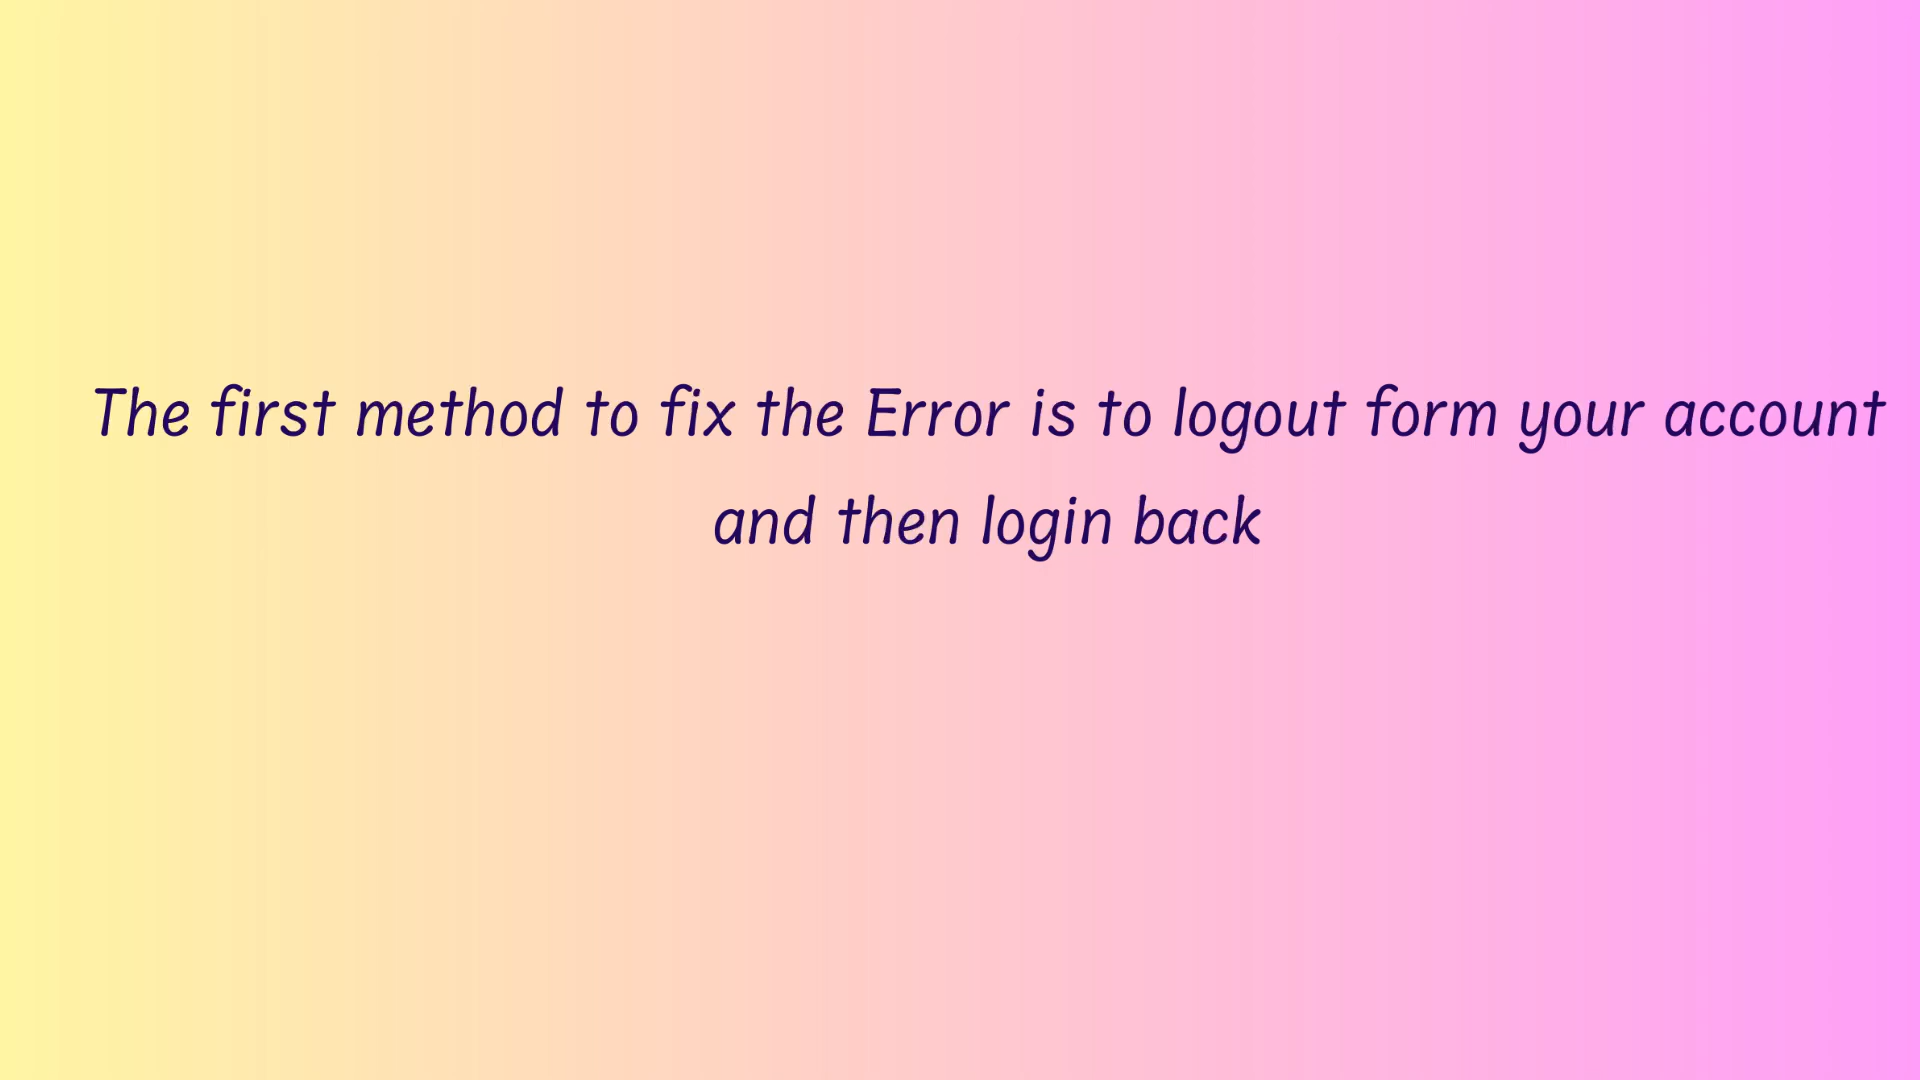 The first method to fix the Error is to logout form your account
and then login back